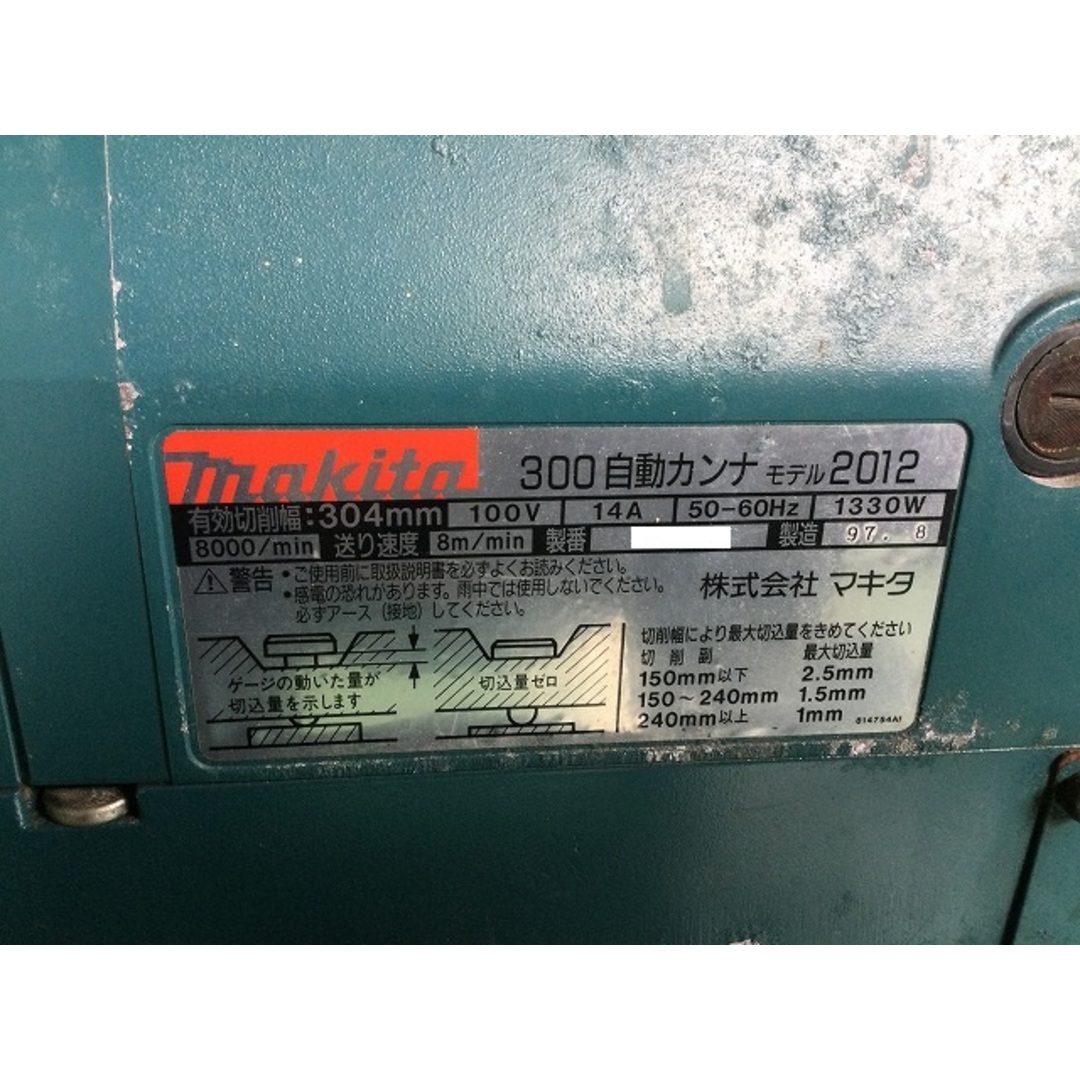 makita 300 自動カンナ モデル 2012
有効切削幅：304mm 100V 14A 50-60Hz 1330W
8000/min 送り速度 8m/min 製番 製造 97. 8
警告 ・ご使用前に取扱説明書を必ずよくお読みください。
・感電の恐れがあります。雨中では使用しないでください。
必ずアース（接地）してください。
株式会社 マキタ
ゲージの動いた量が
切込量を示します
切込量ゼロ
切削幅により最大切込量をきめてください
切削副 最大切込量
150mm以下 2.5mm
150～240mm 1.5mm
240mm以上 1mm